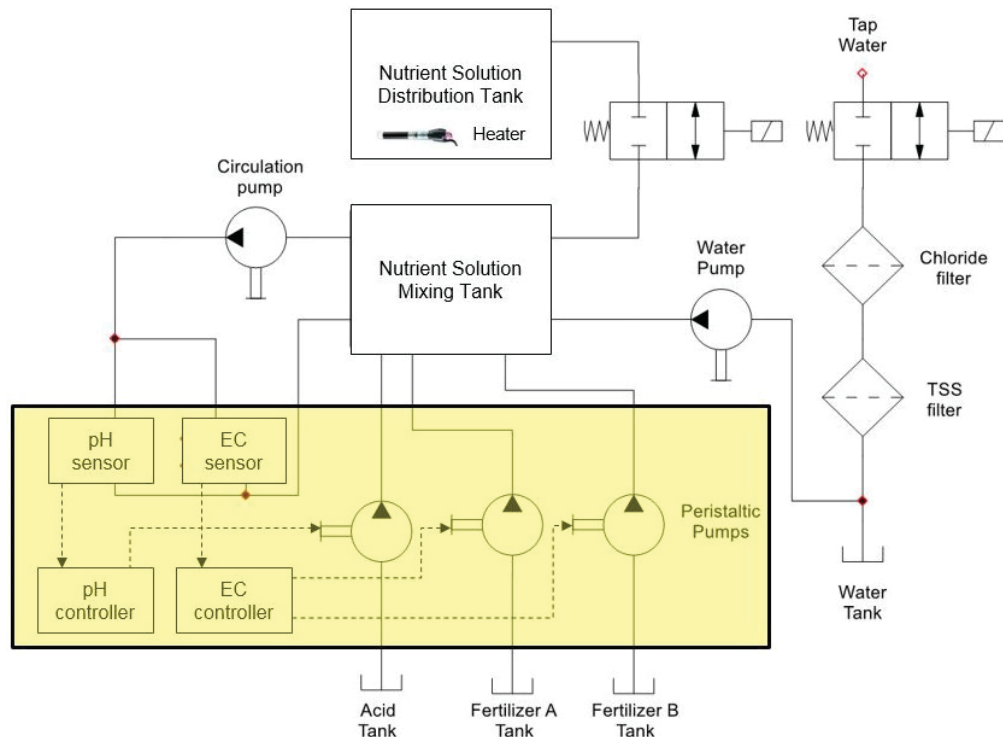 Tap
Water
Nutrient Solution
Distribution Tank
Heater
Circulation
pump
Nutrient Solution
Mixing Tank
Water
Pump
Chloride
filter
TSS
filter
pH
sensor
EC
sensor
Peristaltic
Pumps
pH
controller
EC
controller
Water
Tank
Acid
Tank
Fertilizer A
Tank
Fertilizer B
Tank